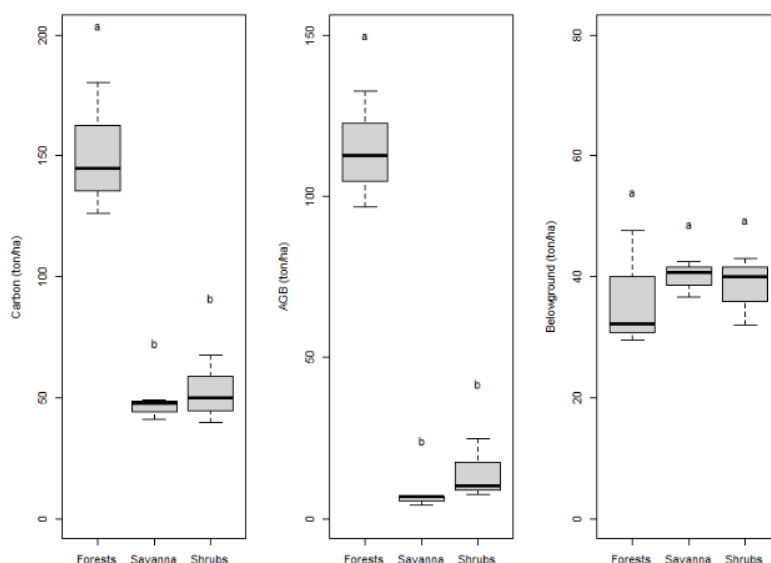 Carbon (ton/ha)
200
150
100
50
0
a
b
b
Forests Savanna Shrubs
AGB (ton/ha)
150
100
50
0
a
b
b
Forests Savanna Shrubs
Belowground (ton/ha)
80
60
40
20
0
a
a
a
Forests Savanna Shrubs